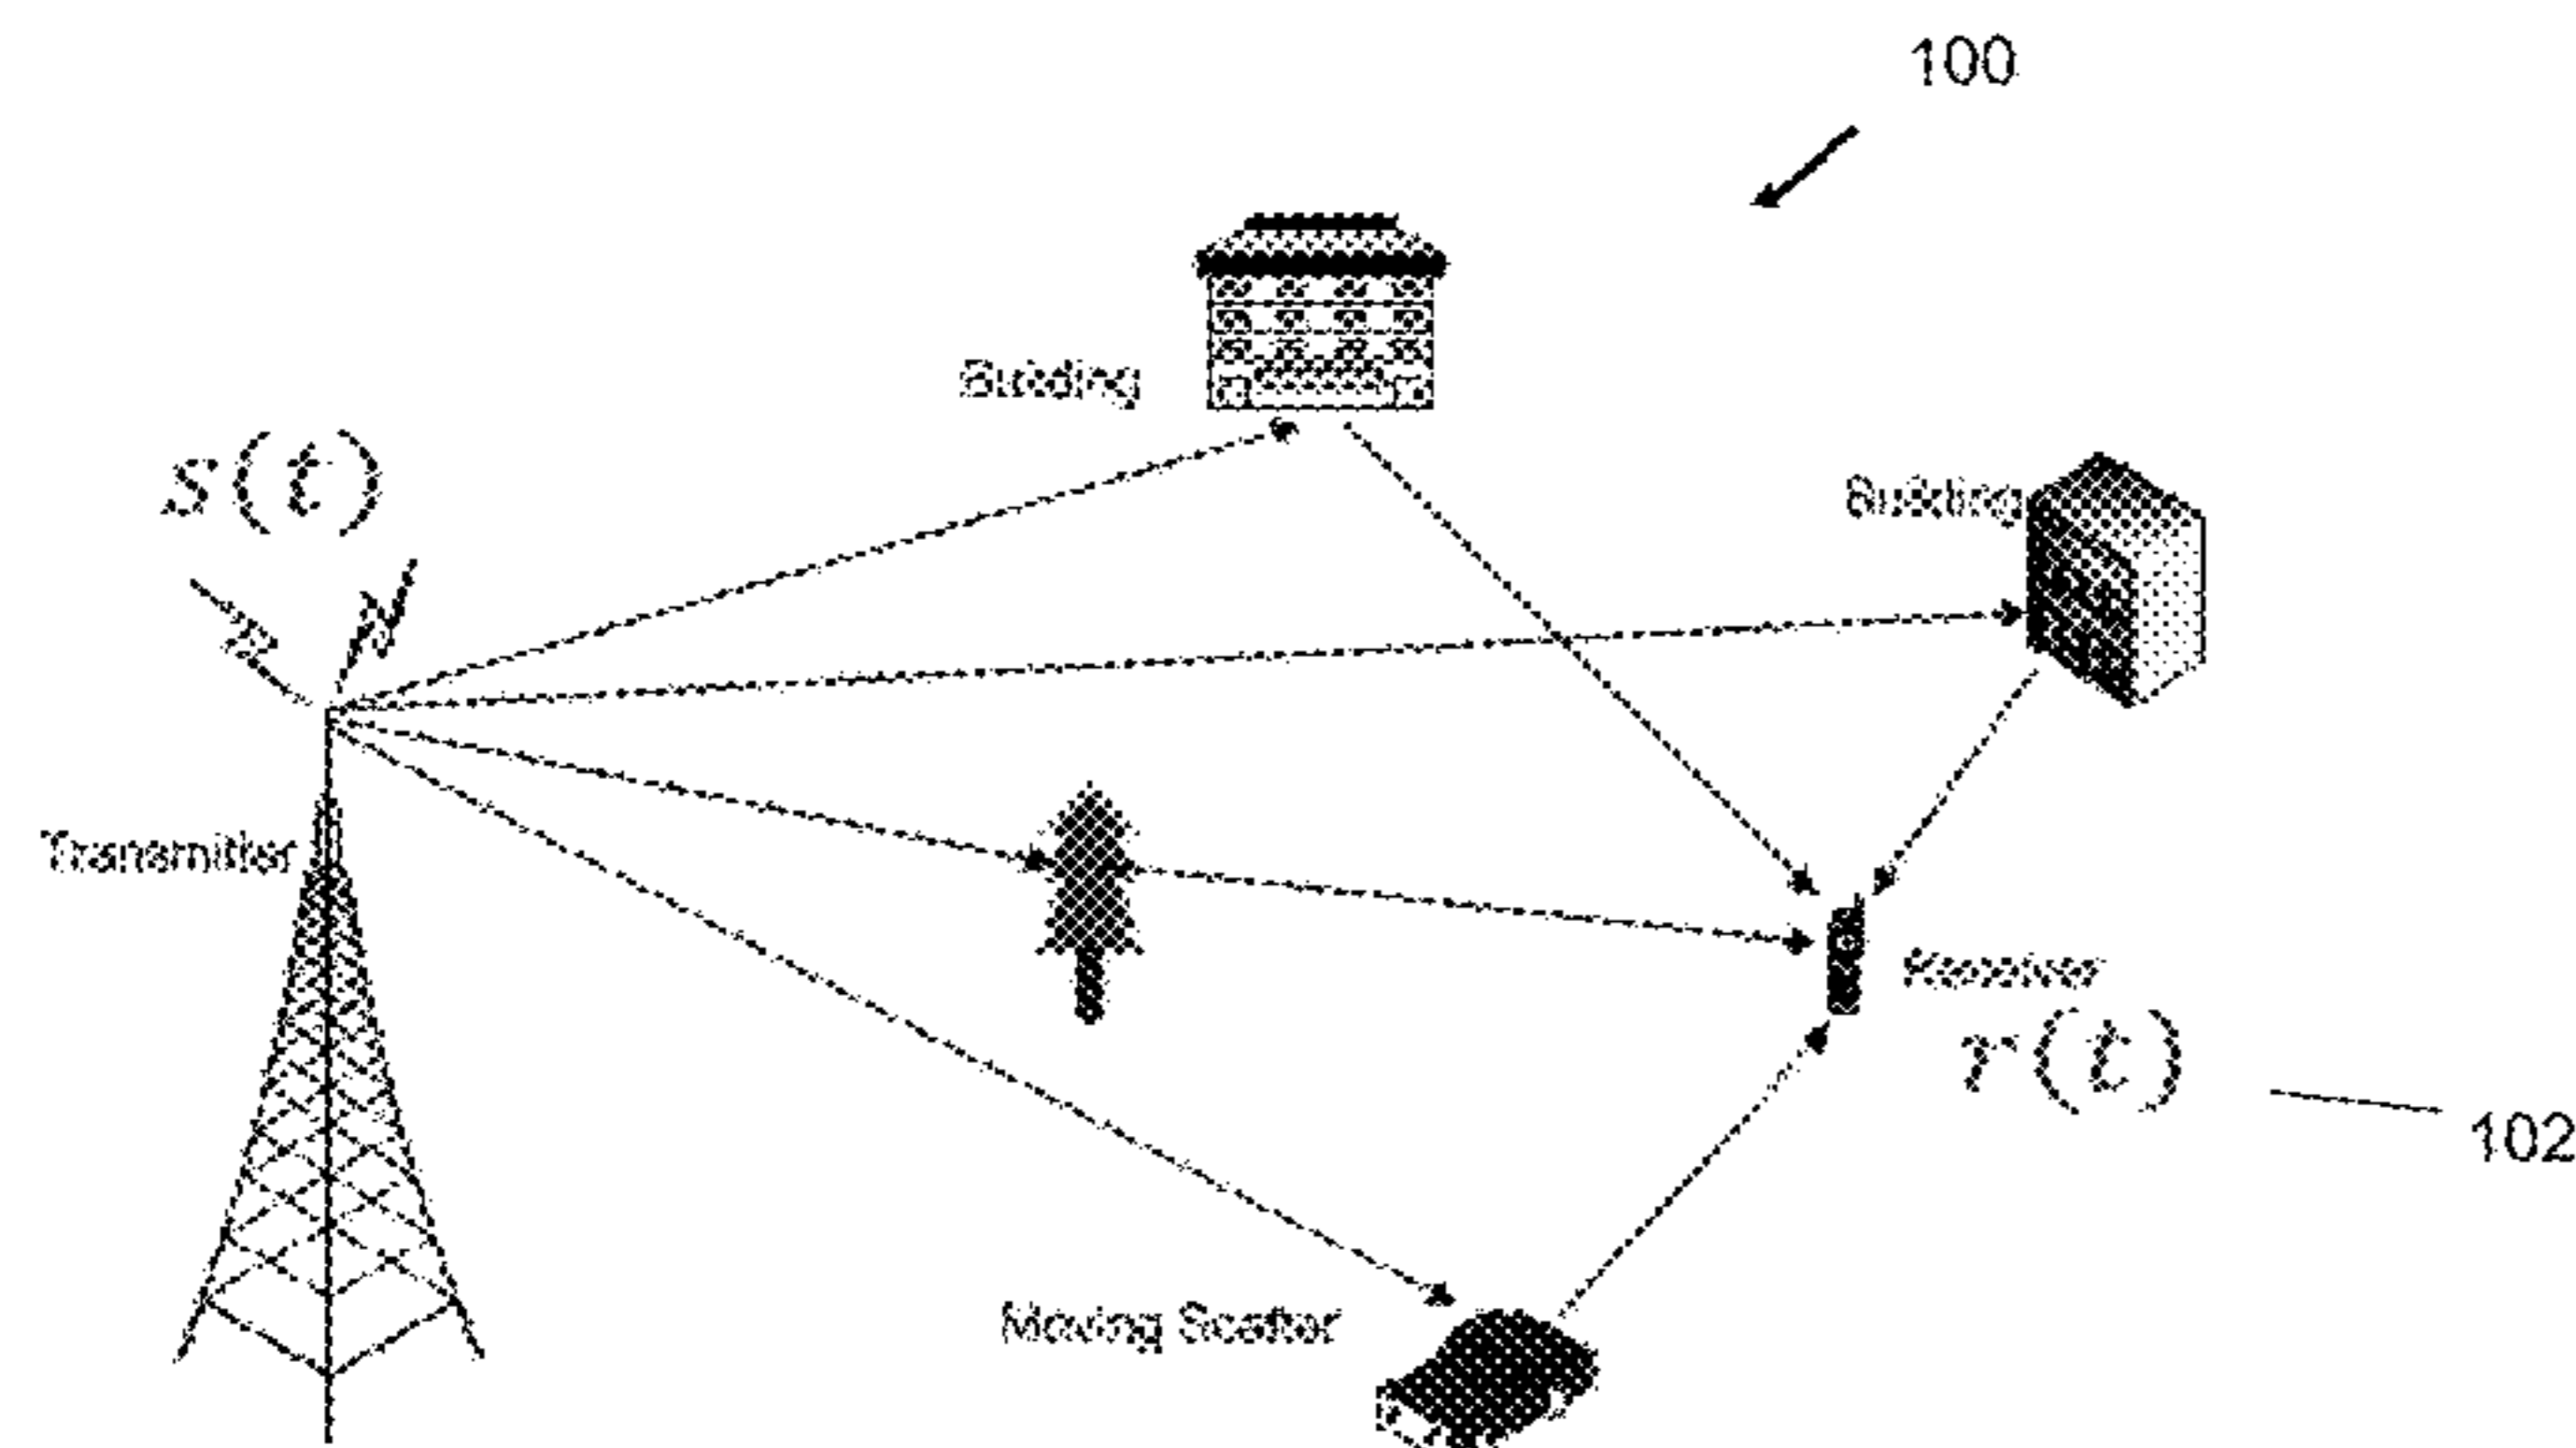 100
Building
s(t)
Building
Transmitter
Receiver
r(t)
102
Moving Scatter